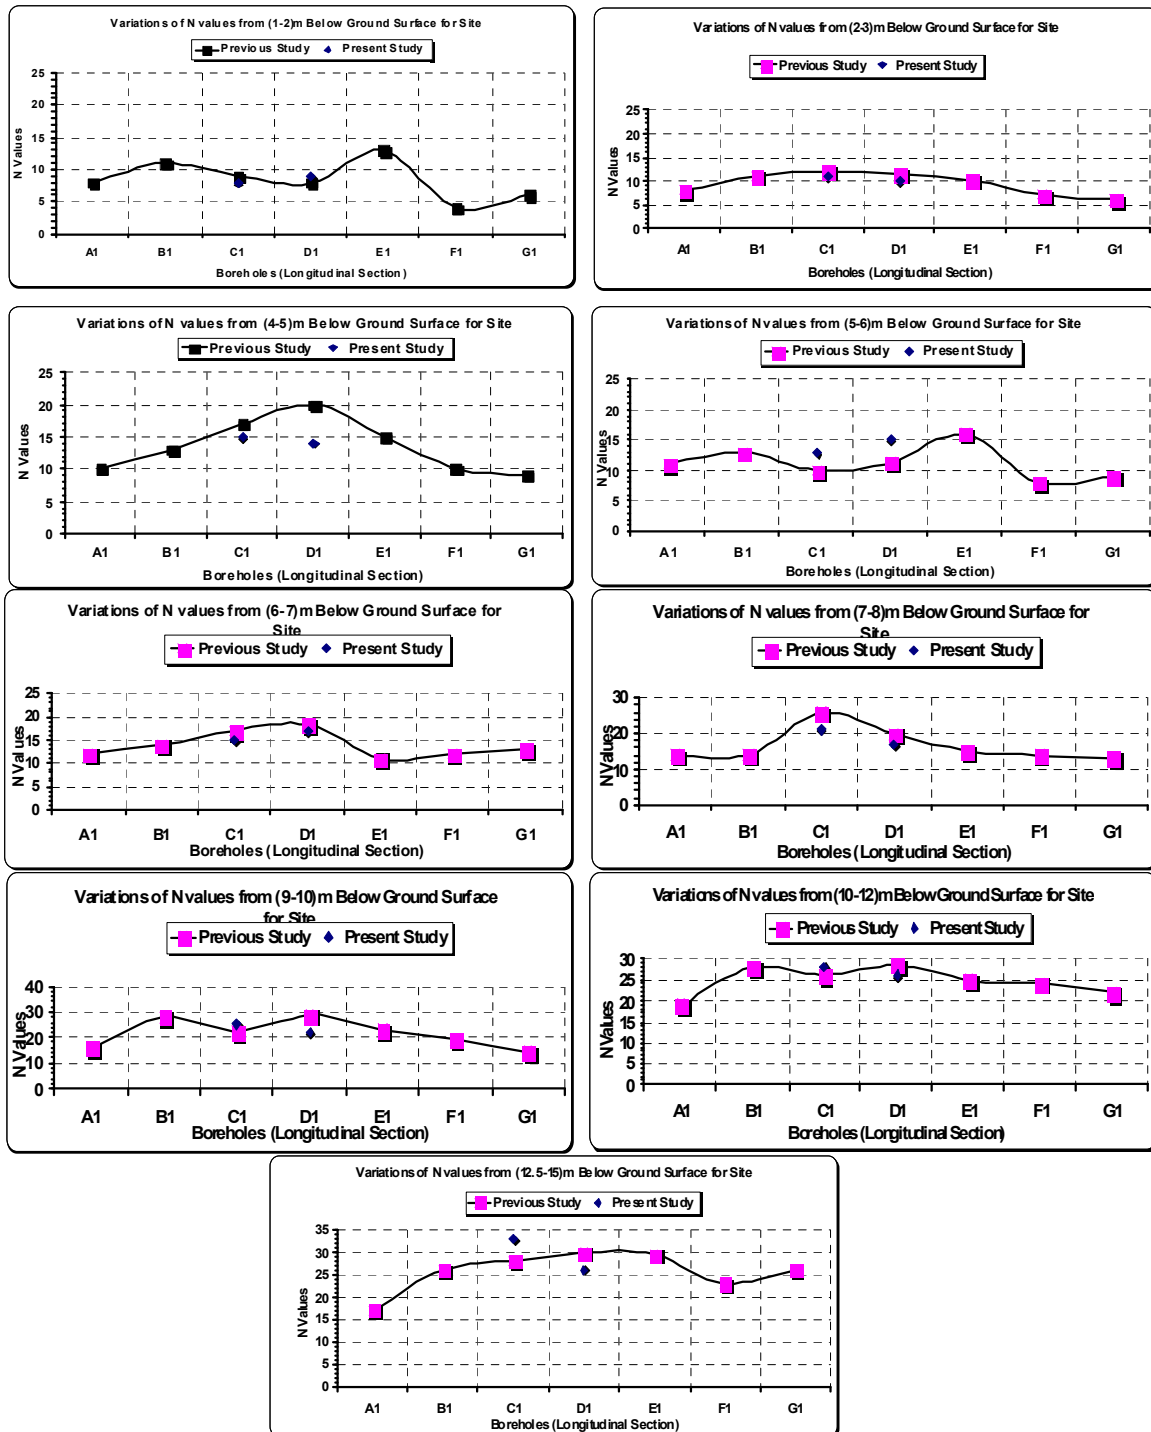 Variations of N values from (1-2)m Below Ground Surface for Site
Previous Study Present Study
25
20
15
10
5
0
N Values
A1 B1 C1 D1 E1 F1 G1
Boreholes (Longitudinal Section)
Variations of N values from (2-3)m Below Ground Surface for Site
Previous Study Present Study
25
20
15
10
5
0
N Values
A1 B1 C1 D1 E1 F1 G1
Boreholes (Longitudinal Section)
Variations of N values from (4-5)m Below Ground Surface for Site
Previous Study Present Study
25
20
15
10
5
0
N Values
A1 B1 C1 D1 E1 F1 G1
Boreholes (Longitudinal Section)
Variations of N values from (5-6)m Below Ground Surface for Site
Previous Study Present Study
25
20
15
10
5
0
N Values
A1 B1 C1 D1 E1 F1 G1
Boreholes (Longitudinal Section)
Variations of N values from (6-7)m Below Ground Surface for
Site
Previous Study Present Study
25
20
15
10
5
0
N Values
A1 B1 C1 D1 E1 F1 G1
Boreholes (Longitudinal Section)
Variations of N values from (7-8)m Below Ground Surface for
Site
Previous Study Present Study
30
20
10
0
N Values
A1 B1 C1 D1 E1 F1 G1
Boreholes (Longitudinal Section)
Variations of N values from (9-10)m Below Ground Surface
for Site
Previous Study Present Study
40
30
20
10
0
N Values
A1 B1 C1 D1 E1 F1 G1
Boreholes (Longitudinal Section)
Variations of N values from (10-12)m Below Ground Surface for Site
Previous Study Present Study
30
25
20
15
10
5
0
N Values
A1 B1 C1 D1 E1 F1 G1
Boreholes (Longitudinal Section)
Variations of N values from (12.5-15)m Below Ground Surface for Site
Previous Study Present Study
35
30
25
20
15
10
5
0
N Values
A1 B1 C1 D1 E1 F1 G1
Boreholes (Longitudinal Section)